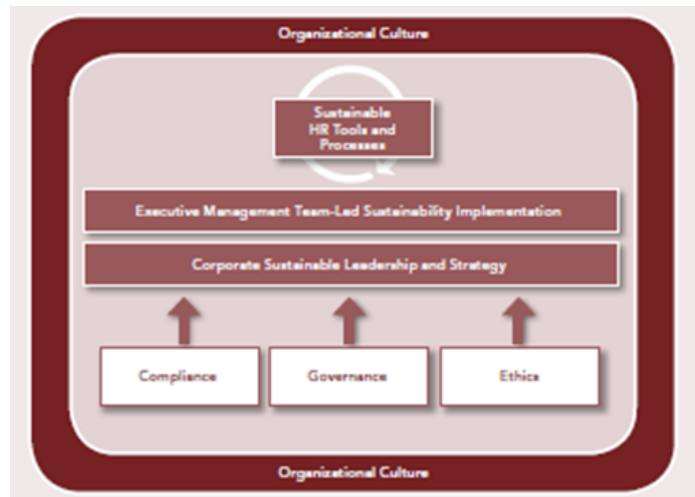 Organizational Culture
Sustainable
HR Tools and
Processes
Executive Management Team-Led Sustainability Implementation
Corporate Sustainable Leadership and Strategy
Compliance
Governance
Ethics
Organizational Culture